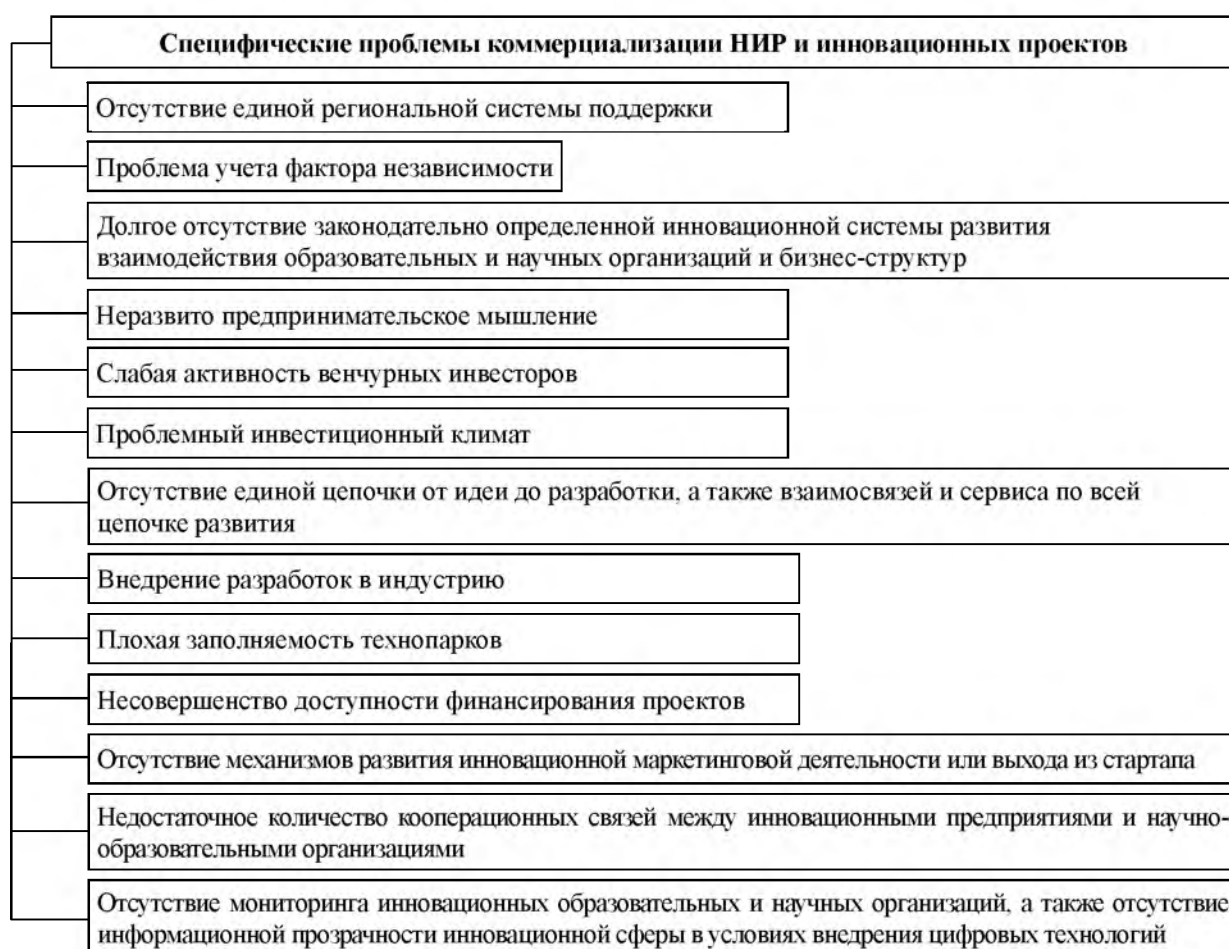 Специфические проблемы коммерциализации НИР и инновационных проектов
Отсутствие единой региональной системы поддержки
Проблема учета фактора независимости
Долгое отсутствие законодательно определенной инновационной системы развития
взаимодействия образовательных и научных организаций и бизнес-структур
Неразвито предпринимательское мышление
Слабая активность венчурных инвесторов
Проблемный инвестиционный климат
Отсутствие единой цепочки от идеи до разработки, а также взаимосвязей и сервиса по всей
цепочке развития
Внедрение разработок в индустрию
Плохая заполняемость технопарков
Несовершенство доступности финансирования проектов
Отсутствие механизмов развития инновационной маркетинговой деятельности или выхода из стартапа
Недостаточное количество кооперационных связей между инновационными предприятиями и научно-
образовательными организациями
Отсутствие мониторинга инновационных образовательных и научных организаций, а также отсутствие
информационной прозрачности инновационной сферы в условиях внедрения цифровых технологий